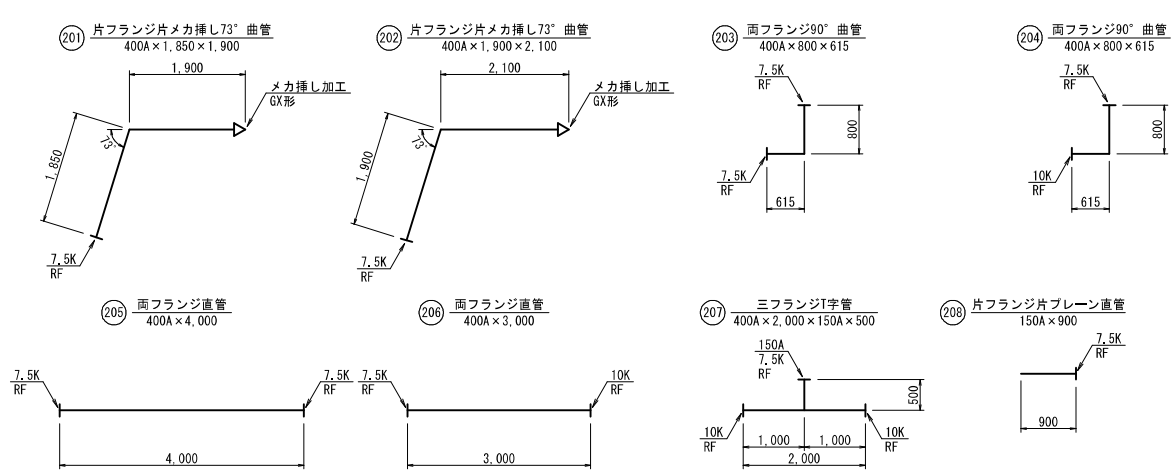 201 片フランジ片メカ挿し73°曲管
400A×1,850×1,900
1,900
メカ挿し加工
GX形
73°
1,850
7.5K
RF
202 片フランジ片メカ挿し73°曲管
400A×1,900×2,100
2,100
メカ挿し加工
GX形
73°
1,900
7.5K
RF
203 両フランジ90°曲管
400A×800×615
7.5K
RF
800
7.5K
RF
615
204 両フランジ90°曲管
400A×800×615
7.5K
RF
800
10K
RF
615
205 両フランジ直管
400A×4,000
7.5K
RF
7.5K
RF
4,000
206 両フランジ直管
400A×3,000
7.5K
RF
10K
RF
3,000
207 三フランジT字管
400A×2,000×150A×500
150A
7.5K
RF
500
10K
RF
1,000
1,000
10K
RF
2,000
208 片フランジ片プレーン直管
150A×900
7.5K
RF
900